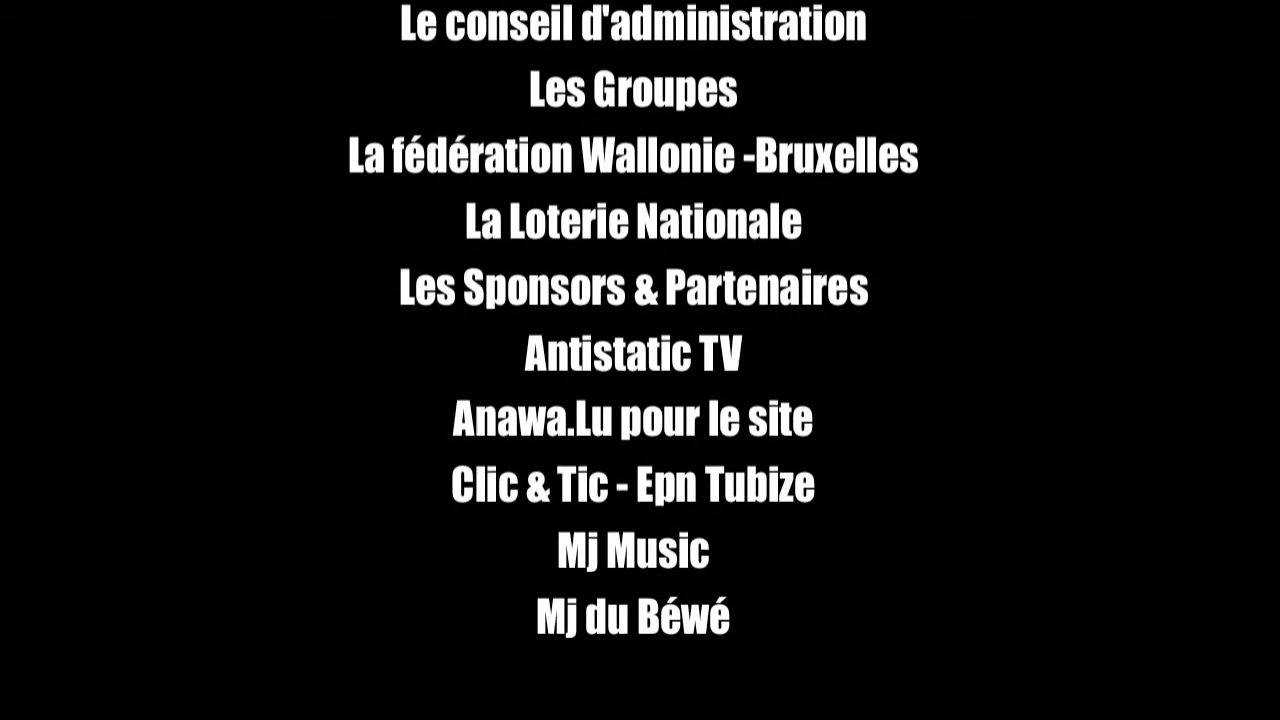 Le conseil d'administration
Les Groupes
La fédération Wallonie -Bruxelles
La Loterie Nationale
Les Sponsors & Partenaires
Antistatic TV
Anawa.Lu pour le site
Clic & Tic - Epn Tubize
Mj Music
Mj du Béwé